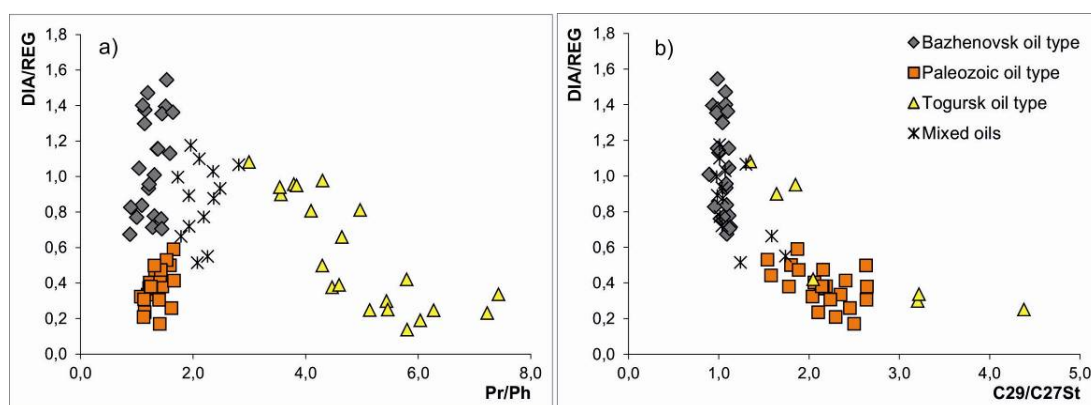 a)
DIA/REG
1,8
1,6
1,4
1,2
1,0
0,8
0,6
0,4
0,2
0,0
0,0 2,0 4,0 6,0 8,0
Pr/Ph
b)
DIA/REG
1,8
1,6
1,4
1,2
1,0
0,8
0,6
0,4
0,2
0,0
0,0 1,0 2,0 3,0 4,0 5,0
C29/C27St
Bazhenovsk oil type
Paleozoic oil type
Togursk oil type
Mixed oils